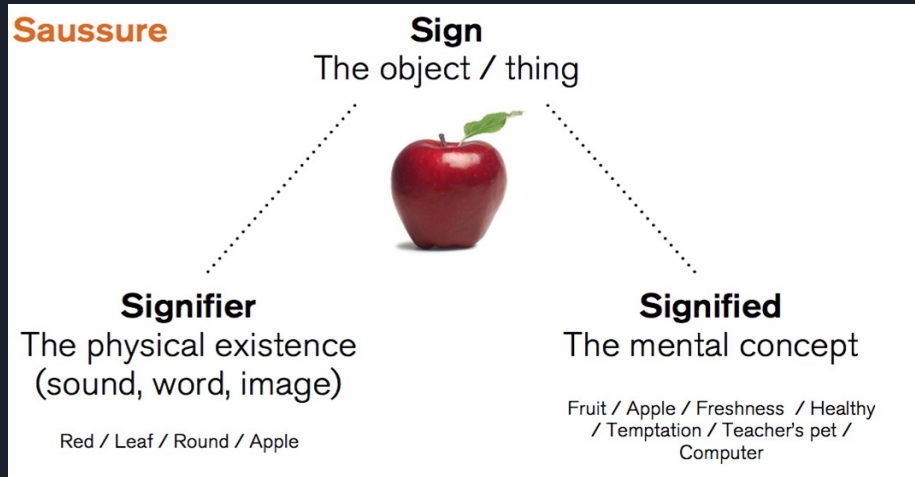 Saussure
Sign
The object / thing
Signifier
The physical existence
(sound, word, image)
Red / Leaf / Round / Apple
Signified
The mental concept
Fruit / Apple / Freshness / Healthy
/ Temptation / Teacher's pet /
Computer